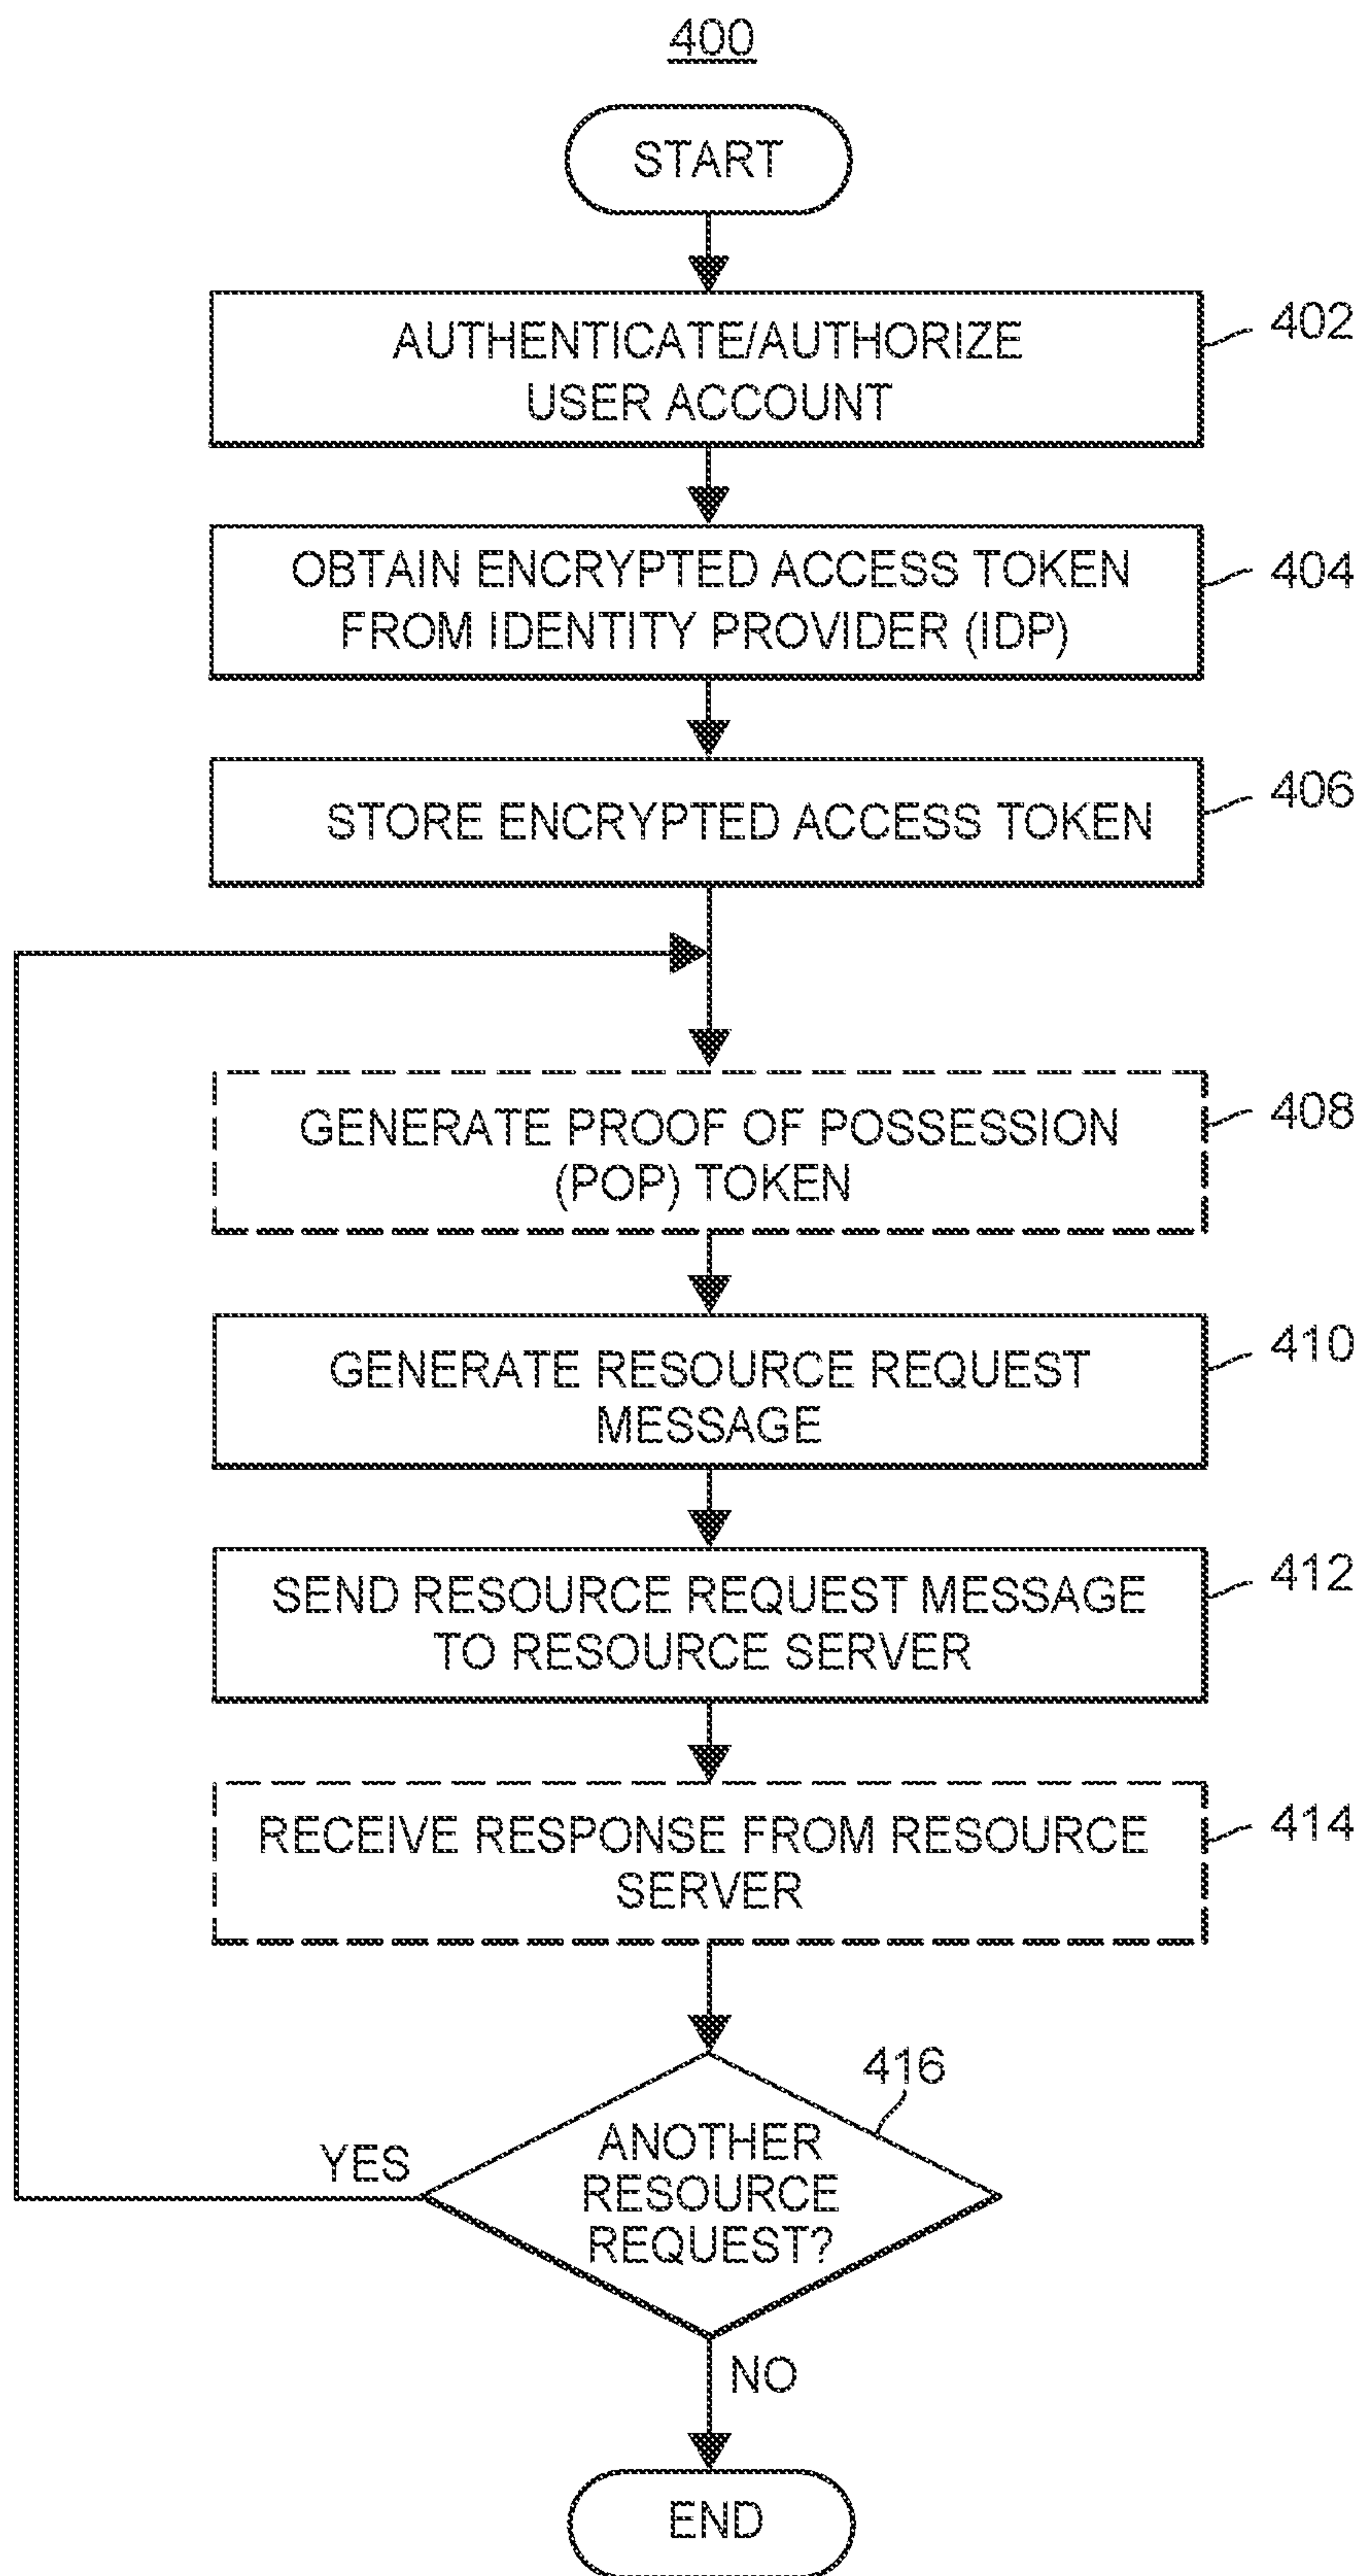 400
START
AUTHENTICATE/AUTHORIZE
USER ACCOUNT
402
OBTAIN ENCRYPTED ACCESS TOKEN
FROM IDENTITY PROVIDER (IDP)
404
STORE ENCRYPTED ACCESS TOKEN
406
GENERATE PROOF OF POSSESSION
(POP) TOKEN
408
GENERATE RESOURCE REQUEST
MESSAGE
410
SEND RESOURCE REQUEST MESSAGE
TO RESOURCE SERVER
412
RECEIVE RESPONSE FROM RESOURCE
SERVER
414
416
ANOTHER
RESOURCE
REQUEST?
YES
NO
END